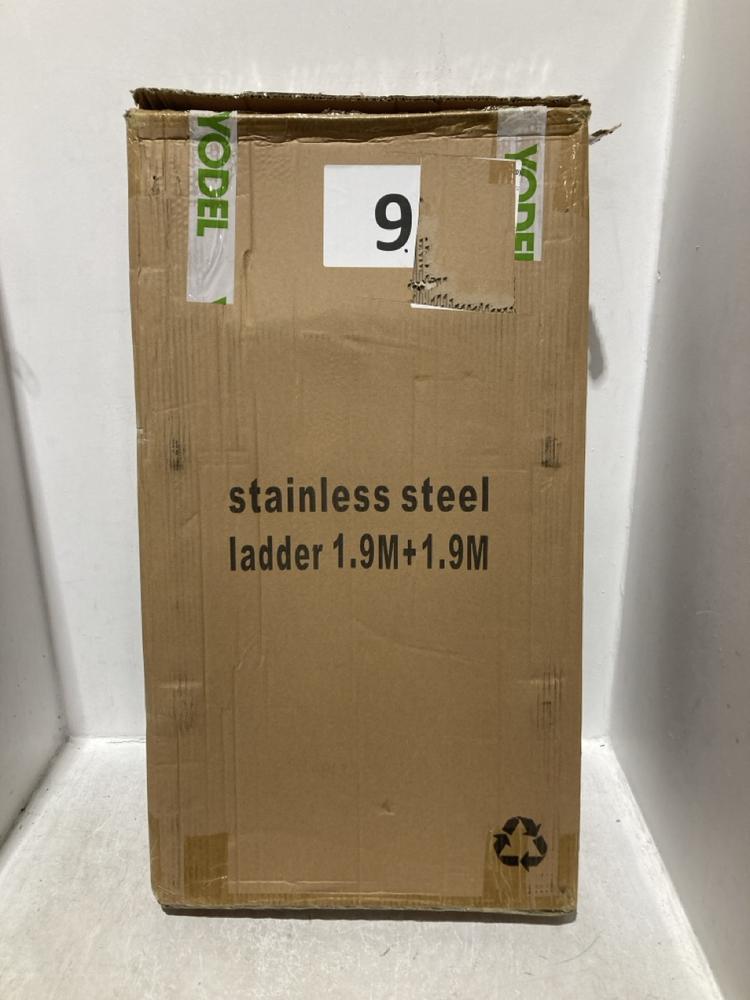 YODEL
9.
YODEL
stainless steel
ladder 1.9M+1.9M